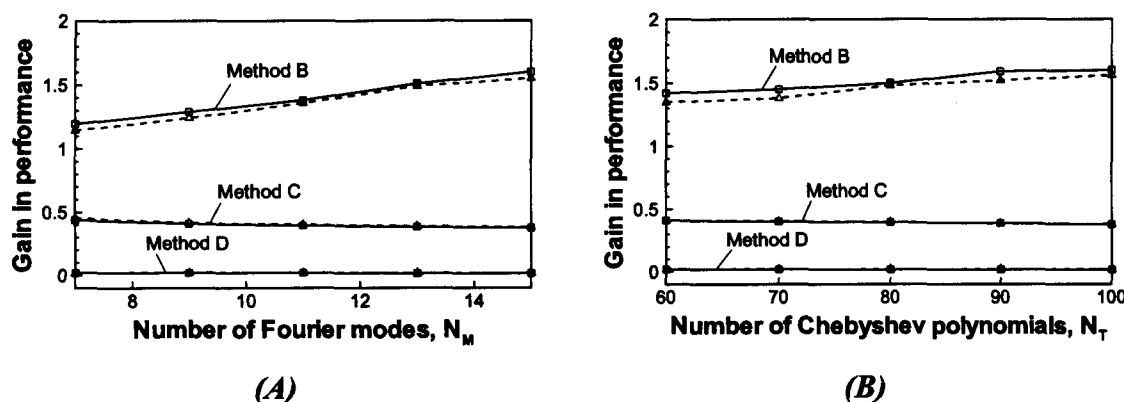 2
1.5
1
0.5
0
Gain in performance
Method B
Method C
Method D
8 10 12 14
Number of Fourier modes, N_M
(A)
2
1.5
1
0.5
0
Gain in performance
Method B
Method C
Method D
60 70 80 90 100
Number of Chebyshev polynomials, N_T
(B)